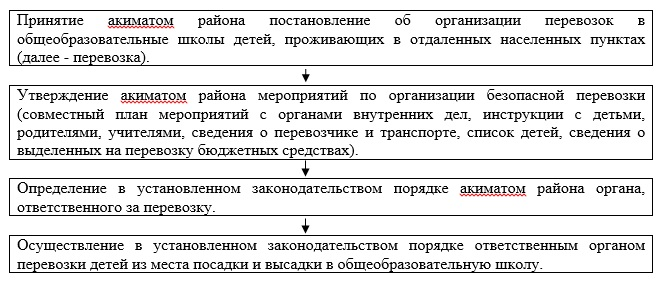 Принятие акиматом района постановление об организации перевозок в
общеобразовательные школы детей, проживающих в отдаленных населенных пунктах
(далее - перевозка).
Утверждение акиматом района мероприятий по организации безопасной перевозки
(совместный план мероприятий с органами внутренних дел, инструкции с детьми,
родителями, учителями, сведения о перевозчике и транспорте, список детей, сведения о
выделенных на перевозку бюджетных средствах).
Определение в установленном законодательством порядке акиматом района органа,
ответственного за перевозку.
Осуществление в установленном законодательством порядке ответственным органом
перевозки детей из места посадки и высадки в общеобразовательную школу.